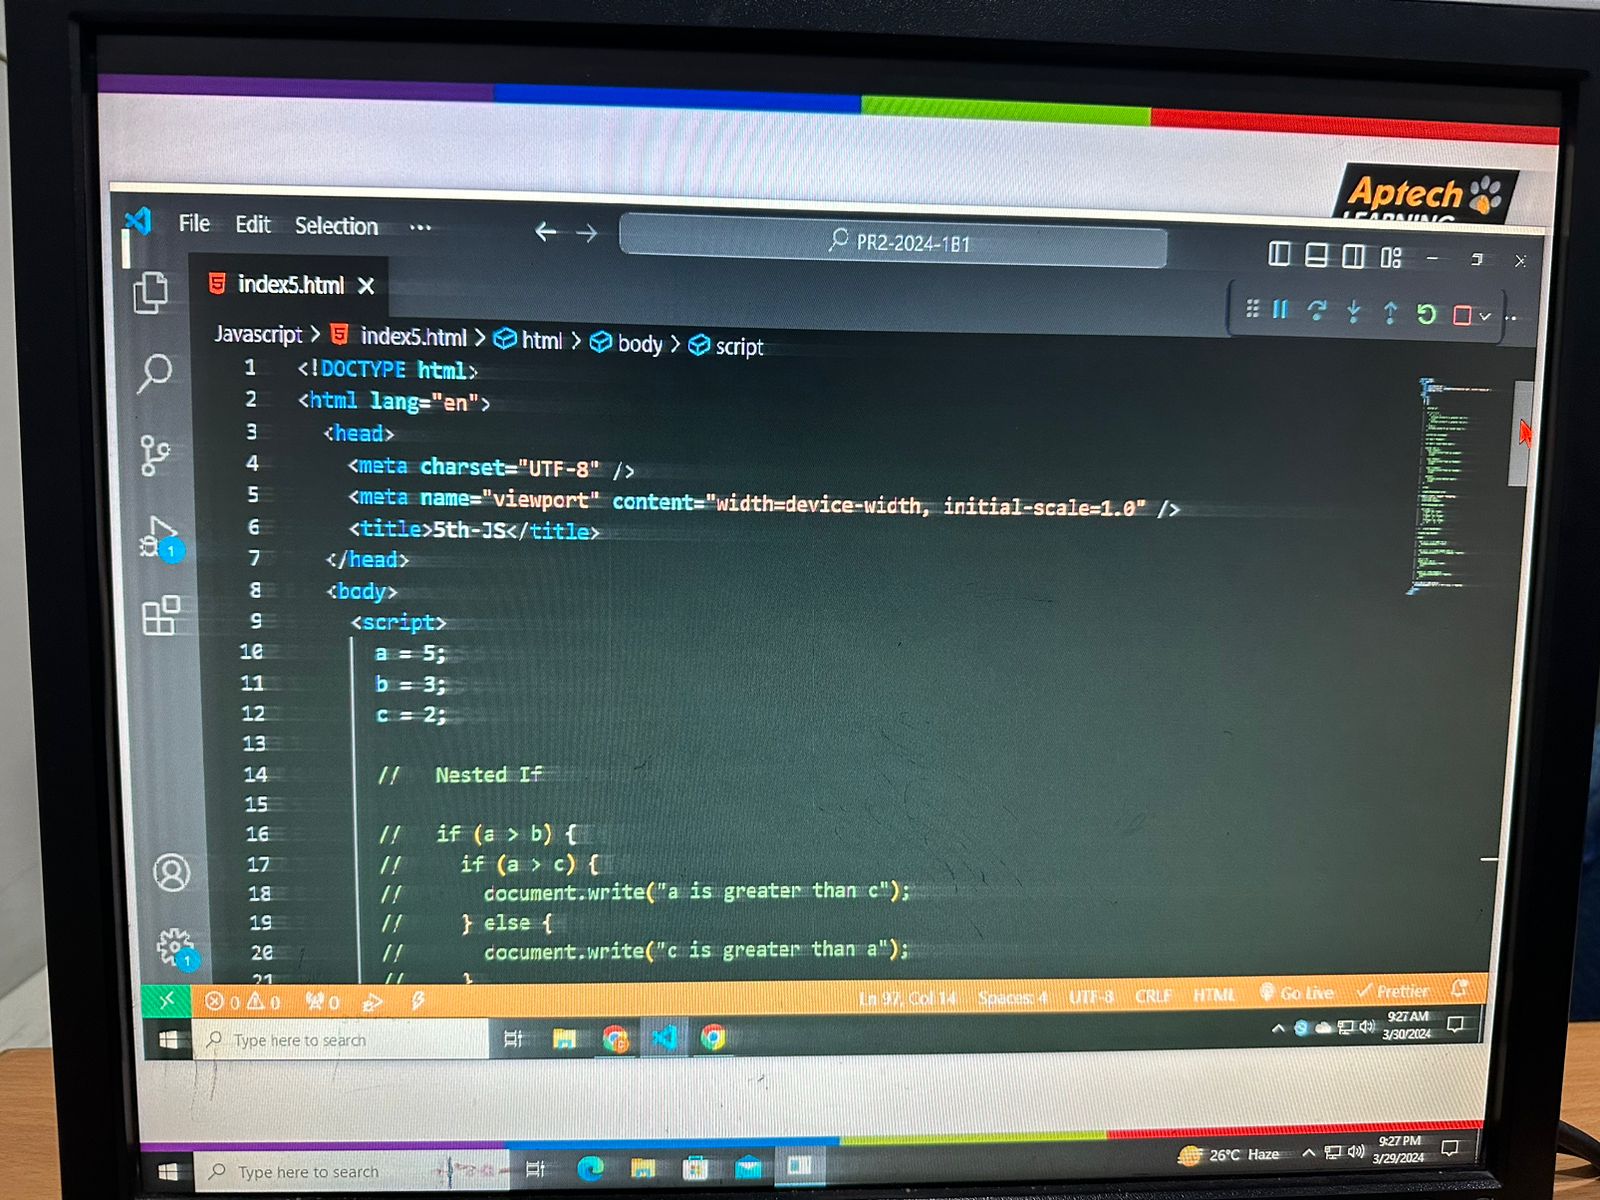 Aptech
LEARNING
File Edit Selection ...
PR2-2024-1B1
index5.html
Javascript > index5.html > html > body > script
1 <!DOCTYPE html>
2 <html lang="en">
3 <head>
4 <meta charset="UTF-8" />
5 <meta name="viewport" content="width=device-width, initial-scale=1.0" />
6 <title>5th-JS</title>
7 </head>
8 <body>
9 <script>
10 a = 5;
11 b = 3;
12 c = 2;
13
14 // Nested If
15
16 // if (a > b) {
17 // if (a > c) {
18 // document.write("a is greater than c");
19 // } else {
20 // document.write("c is greater than a");
21 // }
1
1
0 0 0 Ln 97, Col 14 Spaces: 4 UTF-8 CRLF HTML Go Live Prettier
Type here to search
9:27 AM
3/30/2024
Type here to search
26°C Haze
9:27 PM
3/29/2024